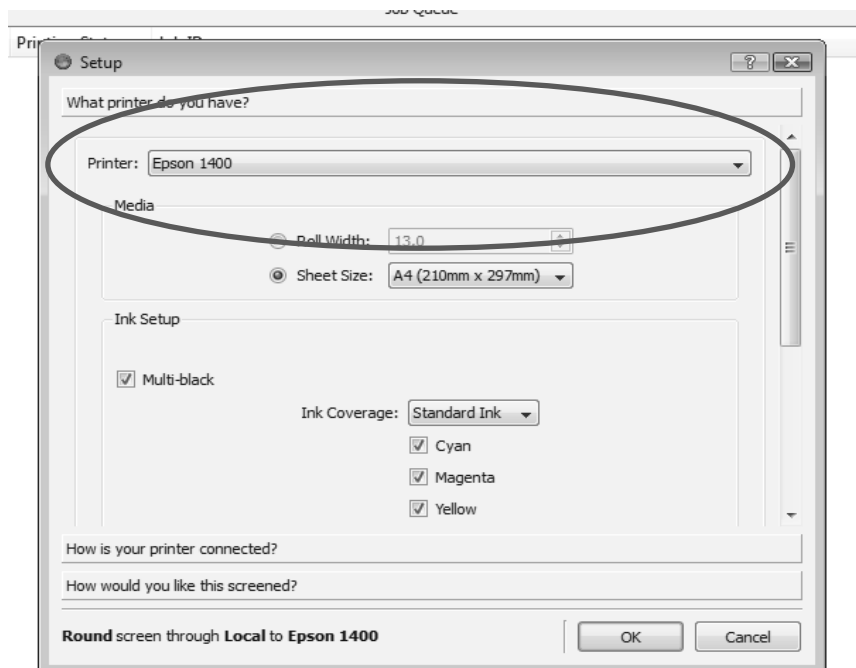 Job Queue
Setup
What printer do you have?
Printer: Epson 1400
Media
Roll Width: 13.0
Sheet Size: A4 (210mm x 297mm)
Ink Setup
Multi-black
Ink Coverage: Standard Ink
Cyan
Magenta
Yellow
How is your printer connected?
How would you like this screened?
Round screen through Local to Epson 1400
OK Cancel